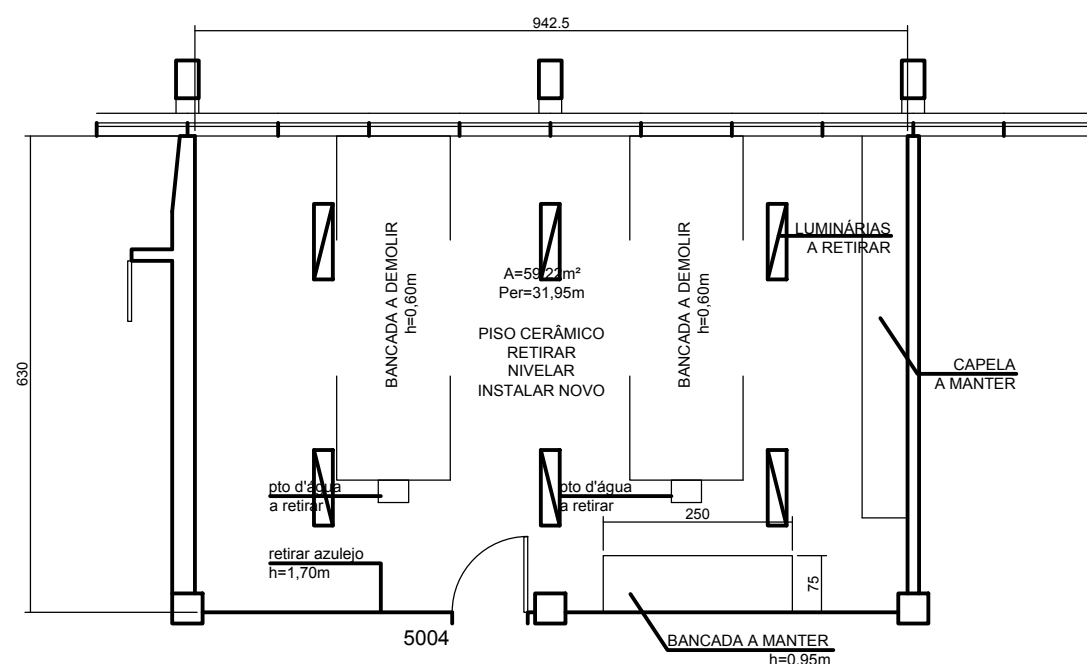 942.5
630
BANCADA A DEMOLIR
h=0,60m
A=59,22m²
Per=31,95m
PISO CERÂMICO
RETIRAR
NIVELAR
INSTALAR NOVO
BANCADA A DEMOLIR
h=0,60m
LUMINÁRIAS
A RETIRAR
CAPELA
A MANTER
pto d'água
a retirar
pto d'água
a retirar
250
75
retirar azulejo
h=1,70m
5004
BANCADA A MANTER
h=0,95m